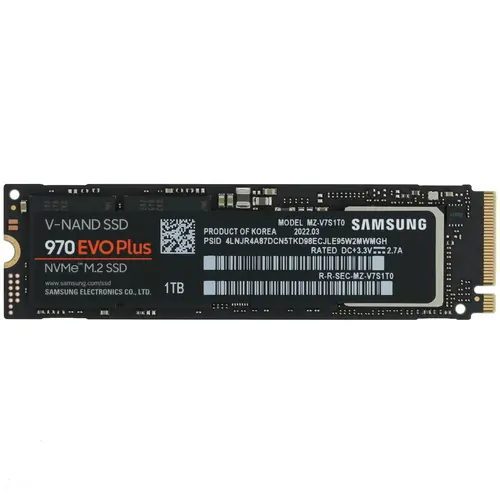 MODEL: MZ-V7S1T0
V-NAND SSD
970 EVO Plus
NVMe™ M.2 SSD
www.samsung.com/ssd
SAMSUNG ELECTRONICS CO., LTD.
1TB
PRODUCT OF KOREA 2022.03
PSID 4LNJR4A87DCN5TKD98ECJLE95W2MWMGH
RATED DC+3.3V 2.7A
R-R-SEC-MZ-V7S1T0
SAMSUNG